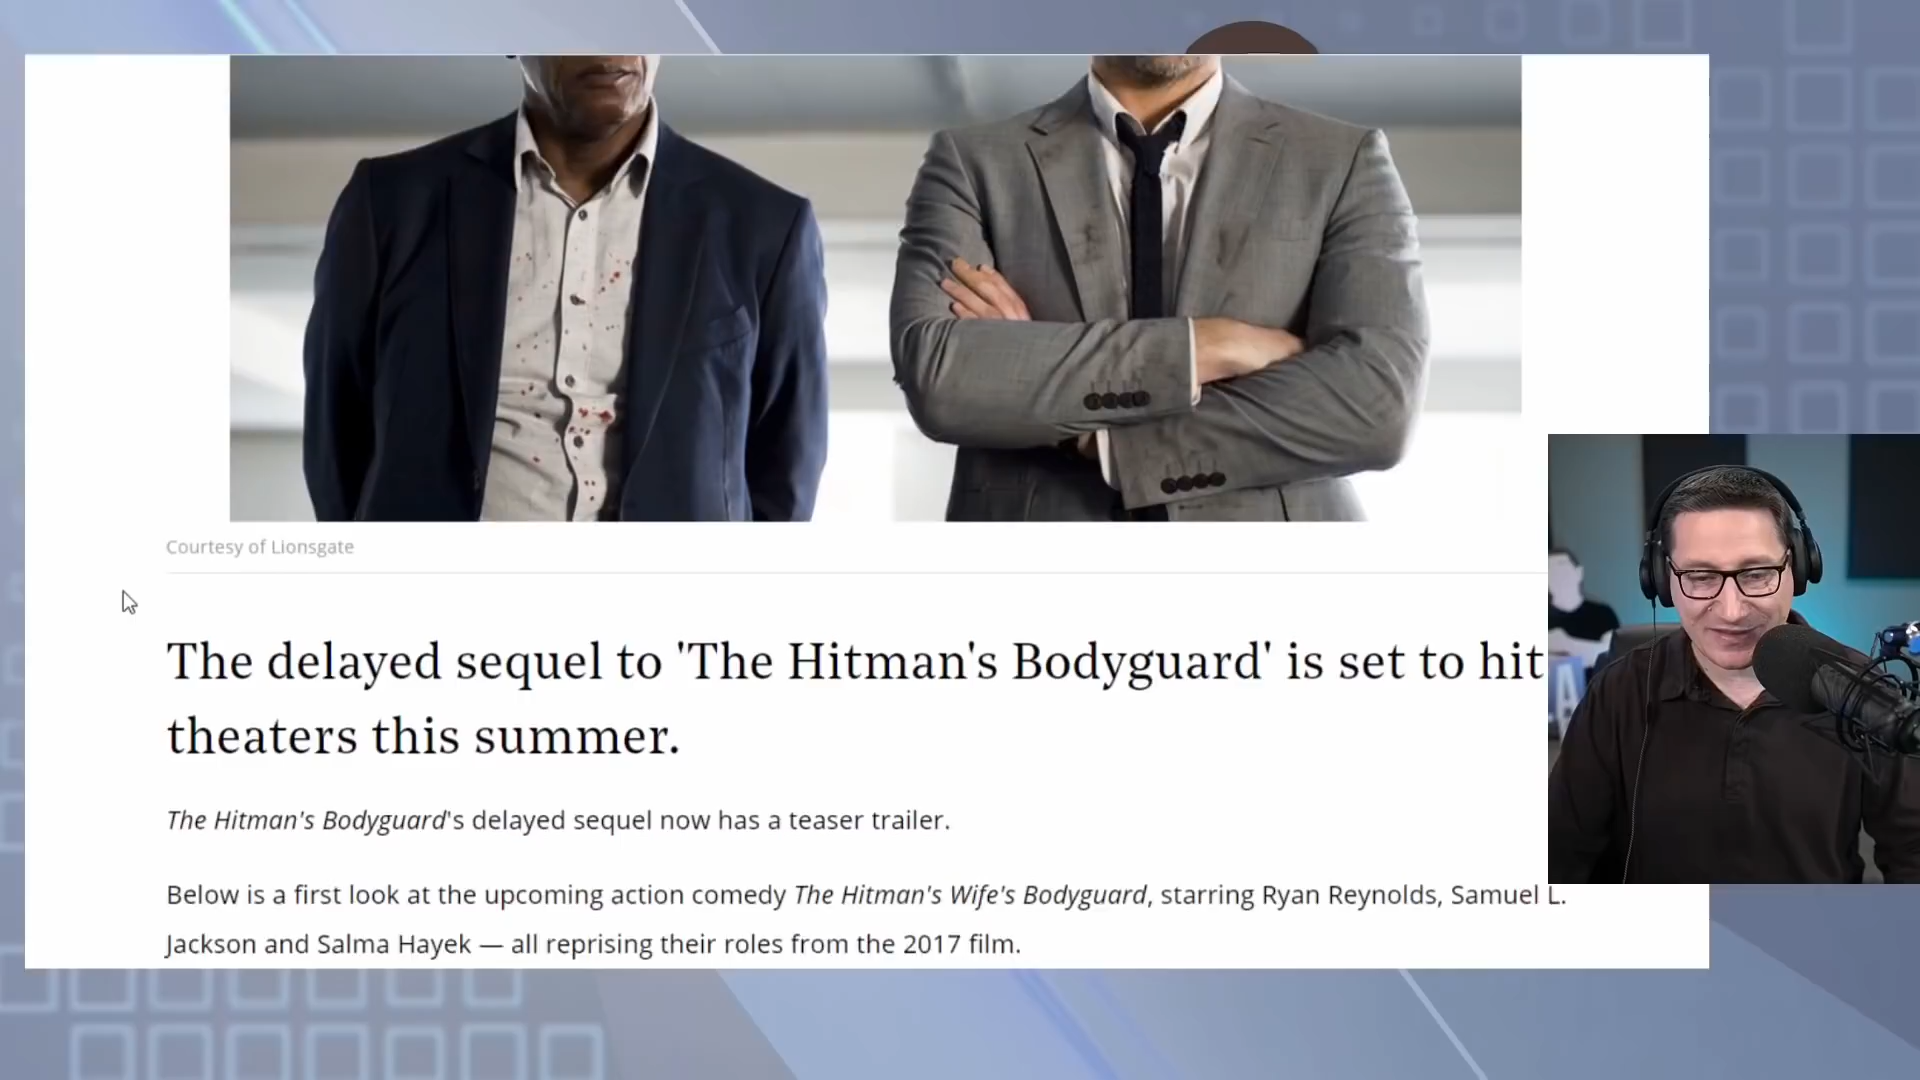 Courtesy of Lionsgate
The delayed sequel to 'The Hitman's Bodyguard' is set to hit
theaters this summer.
The Hitman's Bodyguard's delayed sequel now has a teaser trailer.
Below is a first look at the upcoming action comedy The Hitman's Wife's Bodyguard, starring Ryan Reynolds, Samuel L.
Jackson and Salma Hayek — all reprising their roles from the 2017 film.